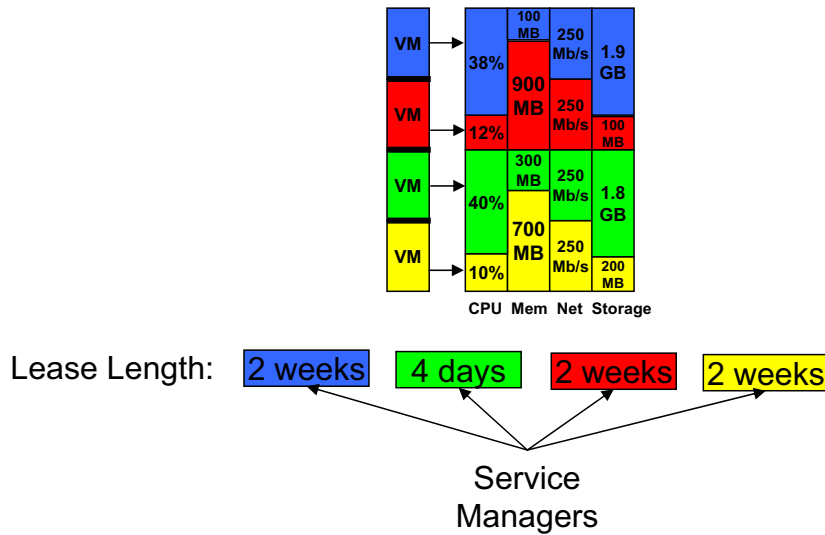 VM
VM
VM
VM
38%
12%
40%
10%
100
MB
900
MB
300
MB
700
MB
250
Mb/s
250
Mb/s
250
Mb/s
250
Mb/s
1.9
GB
100
MB
1.8
GB
200
MB
CPU Mem Net Storage
Lease Length: 2 weeks 4 days 2 weeks 2 weeks
Service
Managers